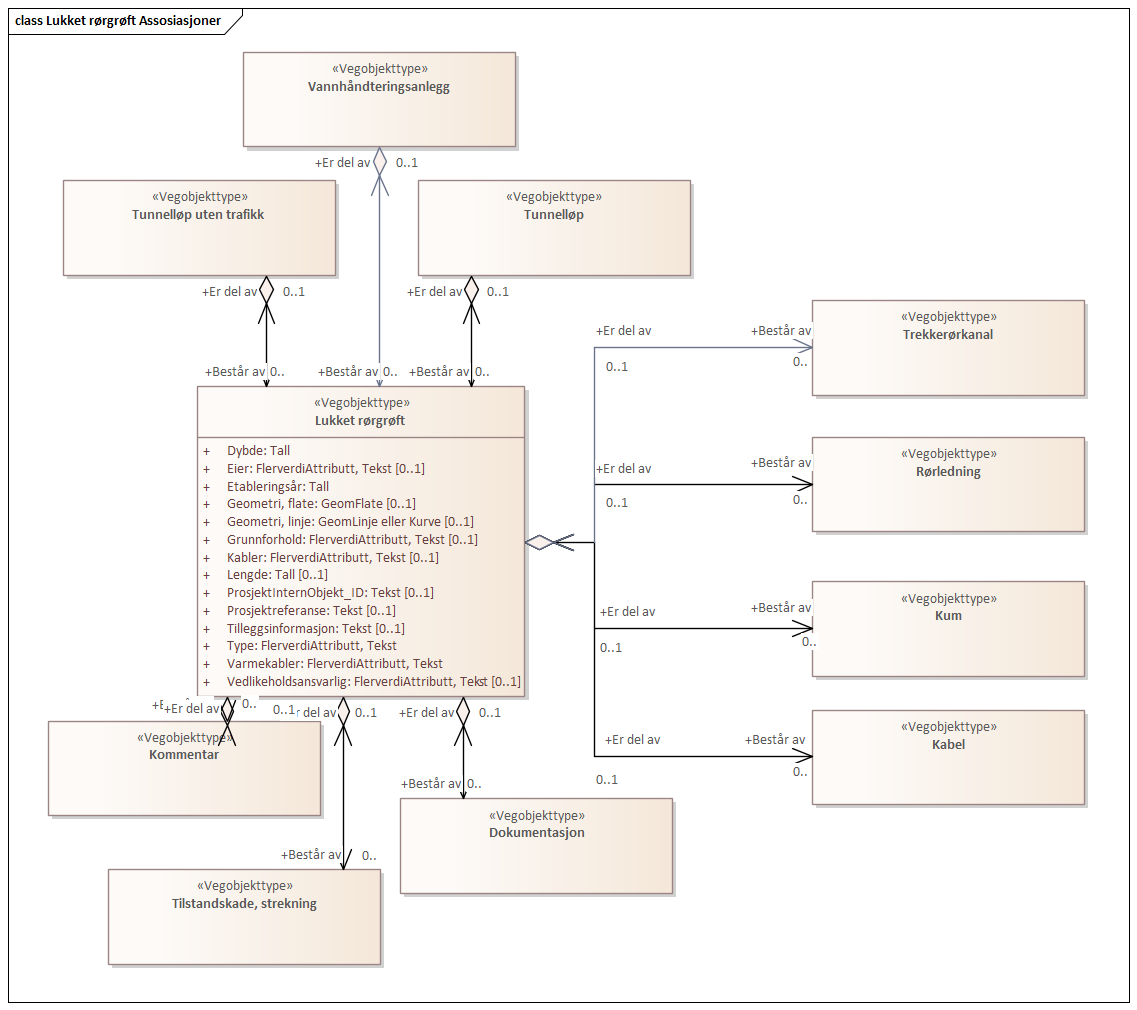 class Lukket rørgrøft Assosiasjoner
«Vegobjekttype»
Vannhåndteringsanlegg
+Er del av 0..1
«Vegobjekttype»
Tunnelløp uten trafikk
«Vegobjekttype»
Tunnelløp
+Er del av 0..1
+Er del av 0..1
«Vegobjekttype»
Trekkerørkanal
+Er del av
+Består av
0..1
0..
+Består av 0..
+Består av 0..
+Består av 0..
«Vegobjekttype»
Lukket rørgrøft
+ Dybde: Tall
+ Eier: FlerverdiAttributt, Tekst [0..1]
+ Etableringsår: Tall
+ Geometri, flate: GeomFlate [0..1]
+ Geometri, linje: GeomLinje eller Kurve [0..1]
+ Grunnforhold: FlerverdiAttributt, Tekst [0..1]
+ Kabler: FlerverdiAttributt, Tekst [0..1]
+ Lengde: Tall [0..1]
+ ProsjektInternObjekt_ID: Tekst [0..1]
+ Prosjektreferanse: Tekst [0..1]
+ Tilleggsinformasjon: Tekst [0..1]
+ Type: FlerverdiAttributt, Tekst
+ Varmekabler: FlerverdiAttributt, Tekst
+ Vedlikeholdsansvarlig: FlerverdiAttributt, Tekst [0..1]
«Vegobjekttype»
Rørledning
+Er del av
+Består av
0..1
0..
«Vegobjekttype»
Kum
+Er del av
+Består av
0..1
0..
«Vegobjekttype»
Kabel
+Er del av
+Består av
0..1
0..
+Er del av
0..
0..1
del av 0..1
+Er del av 0..1
«Vegobjekttype»
Kommentar
+Består av 0..
«Vegobjekttype»
Dokumentasjon
+Består av 0..
«Vegobjekttype»
Tilstandskade, strekning